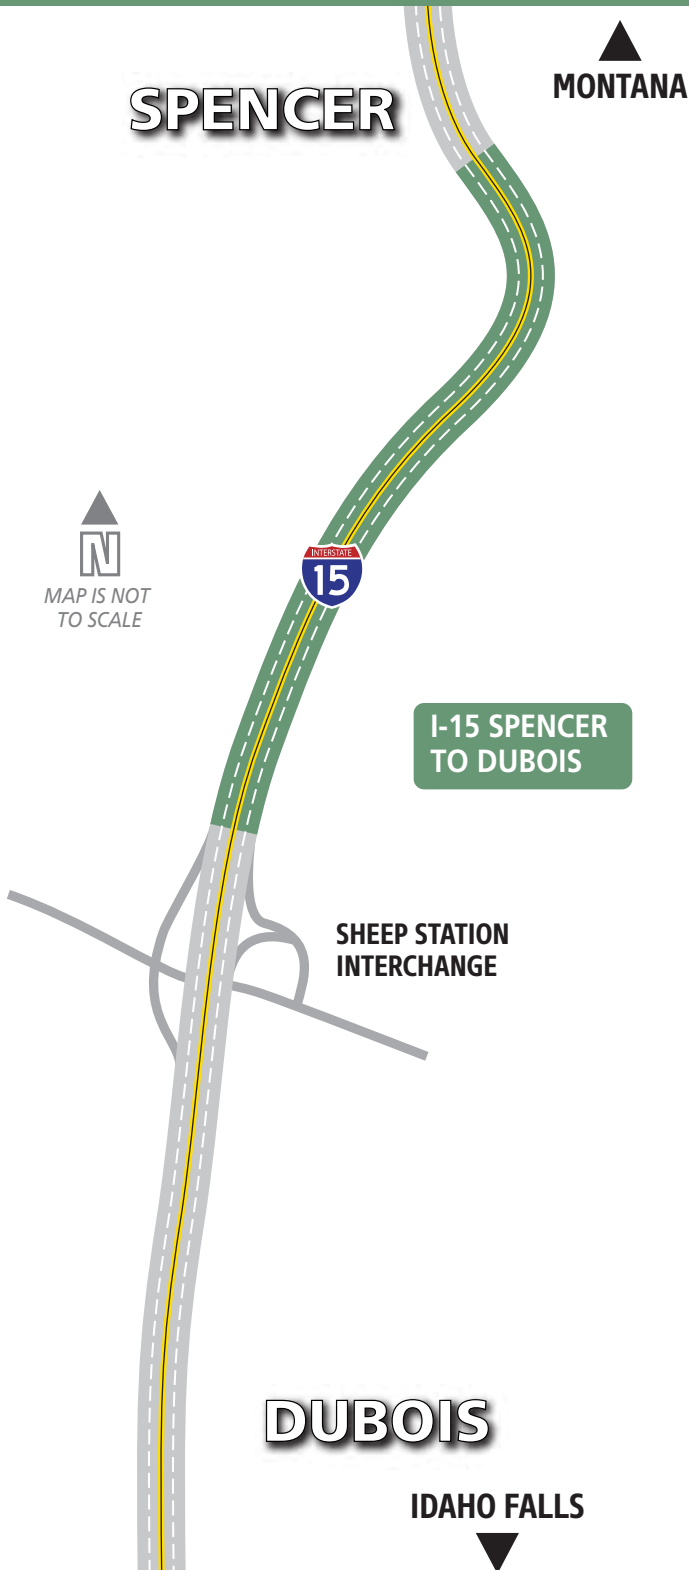 MONTANA
SPENCER
N
MAP IS NOT
TO SCALE
INTERSTATE
15
I-15 SPENCER
TO DUBOIS
SHEEP STATION
INTERCHANGE
DUBOIS
IDAHO FALLS